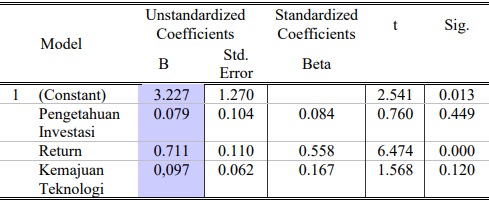 Model Unstandardized Coefficients Standardized Coefficients t Sig.
B Std. Error Beta
1 (Constant) 3.227 1.270 2.541 0.013
Pengetahuan Investasi 0.079 0.104 0.084 0.760 0.449
Return 0.711 0.110 0.558 6.474 0.000
Kemajuan Teknologi 0,097 0.062 0.167 1.568 0.120